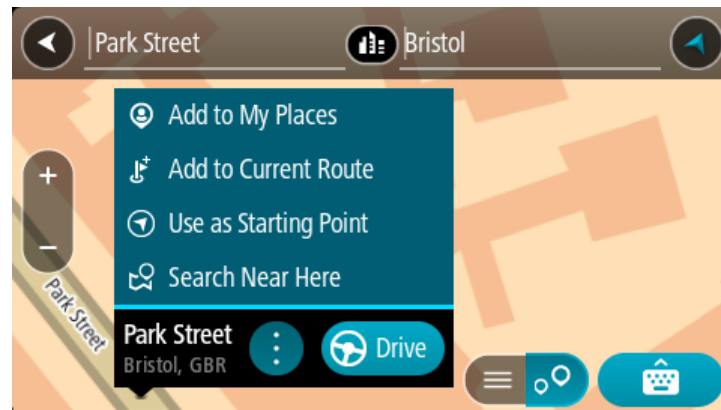 Park Street
Bristol
Add to My Places
Add to Current Route
Use as Starting Point
Search Near Here
Park Street
Park Street
Bristol, GBR
Drive